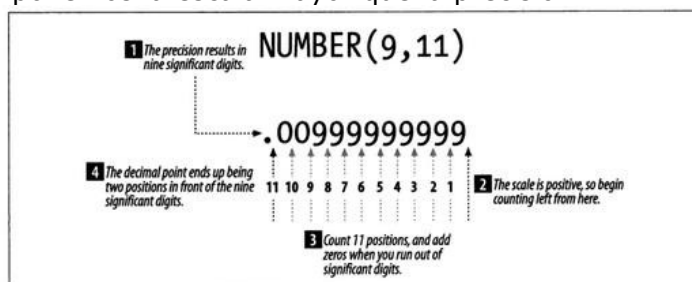 1 The precision results in
nine significant digits.
NUMBER(9,11)
.00999999999
4 The decimal point ends up being
two positions in front of the nine
significant digits.
11 10 9 8 7 6 5 4 3 2 1
2 The scale is positive, so begin
counting left from here.
3 Count 11 positions, and add
zeros when you run out of
significant digits.